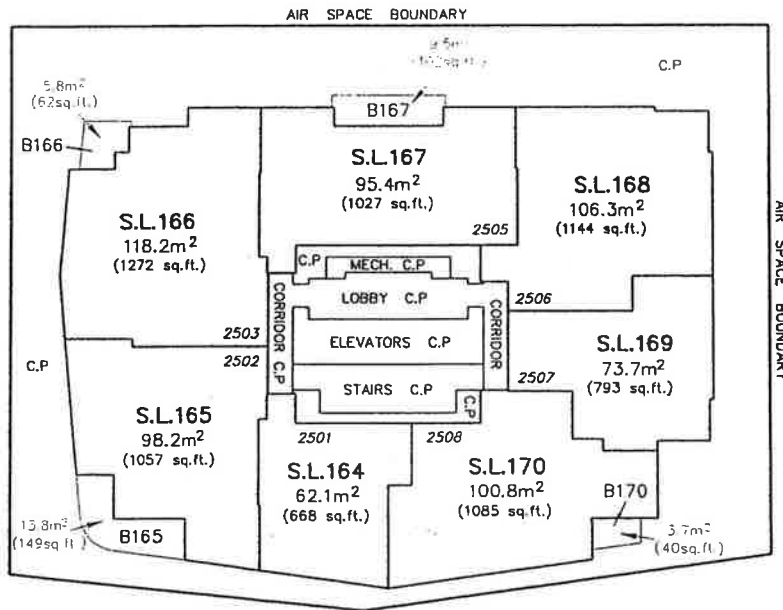 AIR SPACE BOUNDARY
C.P
5.8m²
(62sq.ft.)
B166
B167
S.L.167
95.4m²
(1027 sq.ft.)
2505
S.L.168
106.3m²
(1144 sq.ft.)
2506
S.L.166
118.2m²
(1272 sq.ft.)
2503
AIR SPACE BOUNDARY
C.P
MECH. C.P
LOBBY C.P
ELEVATORS C.P
STAIRS C.P
C.P
CORRIDOR C.P
CORRIDOR
C.P
2502
S.L.165
98.2m²
(1057 sq.ft.)
2501
S.L.164
62.1m²
(668 sq.ft.)
2508
S.L.170
100.8m²
(1085 sq.ft.)
2507
S.L.169
73.7m²
(793 sq.ft.)
B170
3.7m²
(40sq.ft.)
13.8m²
(149sq.ft.)
B165